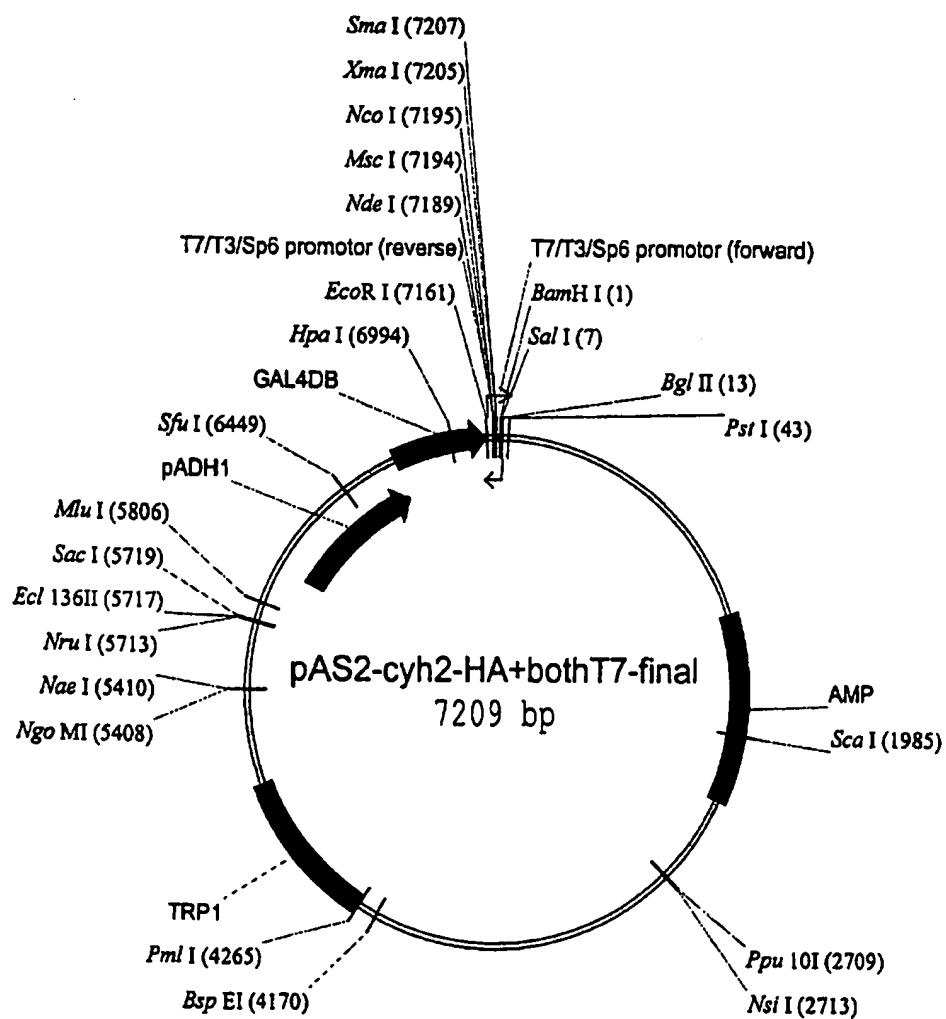 Sma I (7207)
Xma I (7205)
Nco I (7195)
Msc I (7194)
Nde I (7189)
T7/T3/Sp6 promotor (reverse)
T7/T3/Sp6 promotor (forward)
EcoR I (7161)
BamH I (1)
Hpa I (6994)
Sal I (7)
GAL4DB
Bgl II (13)
Sfu I (6449)
Pst I (43)
pADH1
Mlu I (5806)
Sac I (5719)
Ecl 136II (5717)
Nru I (5713)
pAS2-cyh2-HA+bothT7-final
7209 bp
Nae I (5410)
AMP
Ngo MI (5408)
Sca I (1985)
TRP1
Pml I (4265)
Ppu 10I (2709)
Bsp EI (4170)
Nsi I (2713)